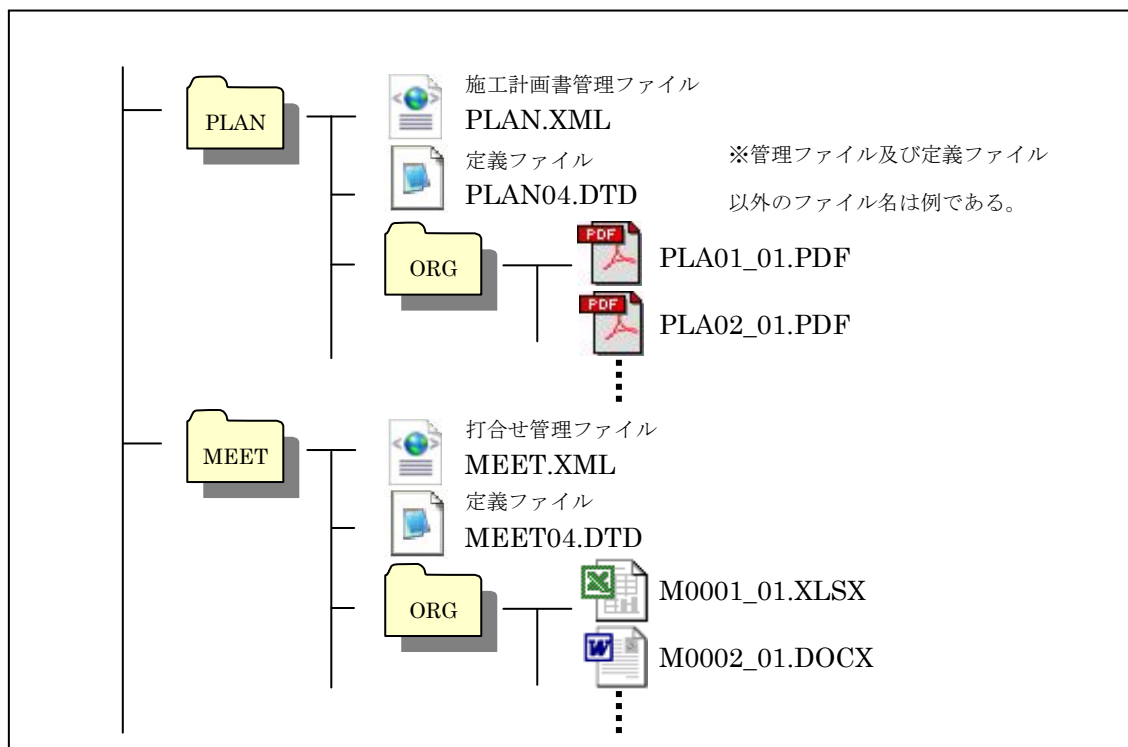 PLAN
施工計画書管理ファイル
PLAN.XML
定義ファイル
PLAN04.DTD
※管理ファイル及び定義ファイル
以外のファイル名は例である。
ORG
PDF
PLA01_01.PDF
PDF
PLA02_01.PDF
MEET
打合せ管理ファイル
MEET.XML
定義ファイル
MEET04.DTD
ORG
M0001_01.XLSX
M0002_01.DOCX